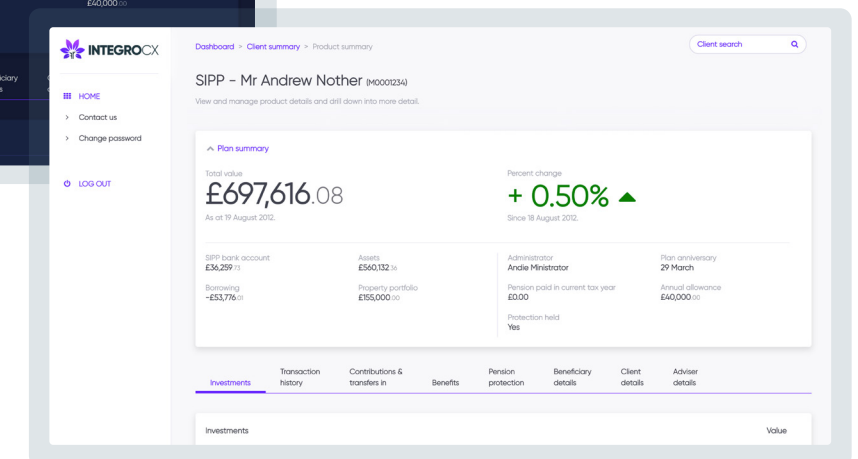 £40,000.00
iciary
INTEGROCX
HOME
Contact us
Change password
LOG OUT
Dashboard > Client summary > Product summary
Client search
SIPP - Mr Andrew Nother (M0001234)
View and manage product details and drill down into more detail.
Plan summary
Total value
£697,616.08
As at 19 August 2012.
Percent change
+ 0.50%
Since 18 August 2012.
SIPP bank account
£36,259.73
Assets
£560,132.36
Administrator
Andie Ministrator
Plan anniversary
29 March
Borrowing
-£53,776.01
Property portfolio
£155,000.00
Pension paid in current tax year
£0.00
Annual allowance
£40,000.00
Protection held
Yes
Investments
Transaction
history
Contributions &
transfers in
Benefits
Pension
protection
Beneficiary
details
Client
details
Adviser
details
Investments
Value